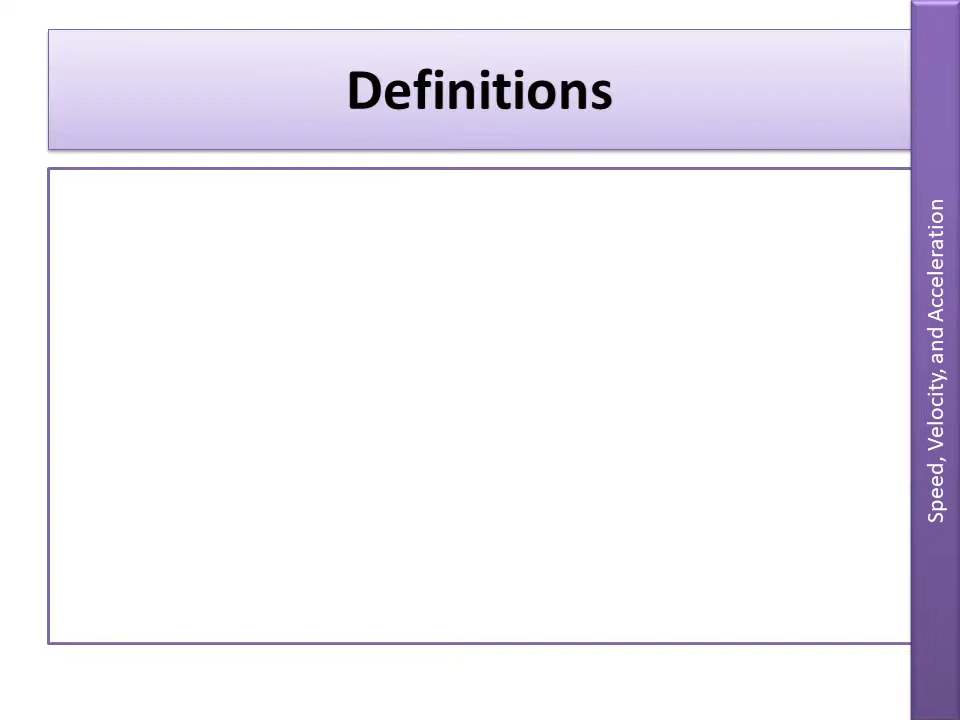 Definitions
Speed, Velocity, and Acceleration